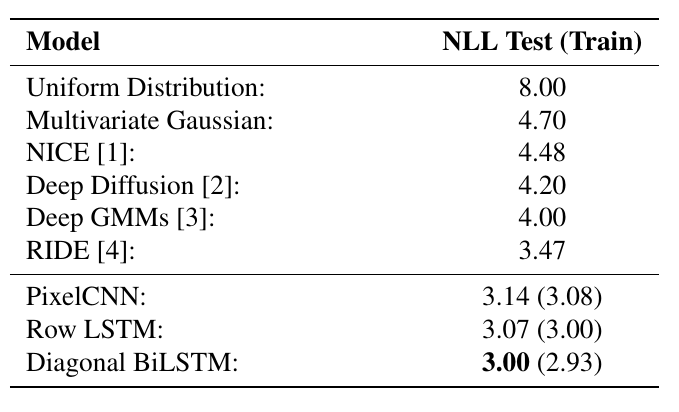 Model NLL Test (Train)
Uniform Distribution: 8.00
Multivariate Gaussian: 4.70
NICE [1]: 4.48
Deep Diffusion [2]: 4.20
Deep GMMs [3]: 4.00
RIDE [4]: 3.47
PixelCNN: 3.14 (3.08)
Row LSTM: 3.07 (3.00)
Diagonal BiLSTM: 3.00 (2.93)